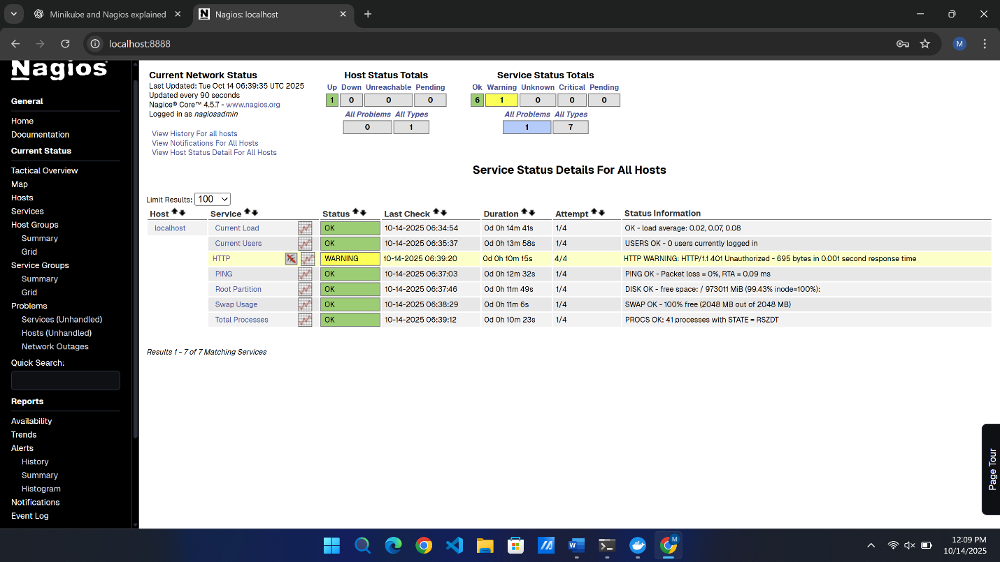 Minikube and Nagios explained
Nagios: localhost
localhost:8888
M
Nagios®
General
Home
Documentation
Current Status
Tactical Overview
Map
Hosts
Services
Host Groups
Summary
Grid
Service Groups
Summary
Grid
Problems
Services (Unhandled)
Hosts (Unhandled)
Network Outages
Quick Search:
Reports
Availability
Trends
Alerts
History
Summary
Histogram
Notifications
Event Log
Current Network Status
Last Updated: Tue Oct 14 06:39:35 UTC 2025
Updated every 90 seconds
Nagios® Core™ 4.5.7 - www.nagios.org
Logged in as nagiosadmin
View History For all hosts
View Notifications For All Hosts
View Host Status Detail For All Hosts
Host Status Totals
Up Down Unreachable Pending
1 0 0 0
All Problems All Types
0 1
Service Status Totals
Ok Warning Unknown Critical Pending
6 1 0 0 0
All Problems All Types
1 7
Service Status Details For All Hosts
Limit Results: 100
Host Service Status Last Check Duration Attempt Status Information
localhost Current Load OK 10-14-2025 06:34:54 0d 0h 14m 41s 1/4 OK - load average: 0.02, 0.07, 0.08
Current Users OK 10-14-2025 06:35:37 0d 0h 13m 58s 1/4 USERS OK - 0 users currently logged in
HTTP WARNING 10-14-2025 06:39:20 0d 0h 10m 15s 4/4 HTTP WARNING: HTTP/1.1 401 Unauthorized - 695 bytes in 0.001 second response time
PING OK 10-14-2025 06:37:03 0d 0h 12m 32s 1/4 PING OK - Packet loss = 0%, RTA = 0.09 ms
Root Partition OK 10-14-2025 06:37:46 0d 0h 11m 49s 1/4 DISK OK - free space: / 973011 MiB (99.43% inode=100%):
Swap Usage OK 10-14-2025 06:38:29 0d 0h 11m 6s 1/4 SWAP OK - 100% free (2048 MB out of 2048 MB)
Total Processes OK 10-14-2025 06:39:12 0d 0h 10m 23s 1/4 PROCS OK: 41 processes with STATE = RSZDT
Results 1 - 7 of 7 Matching Services
Page Tour
12:09 PM
10/14/2025